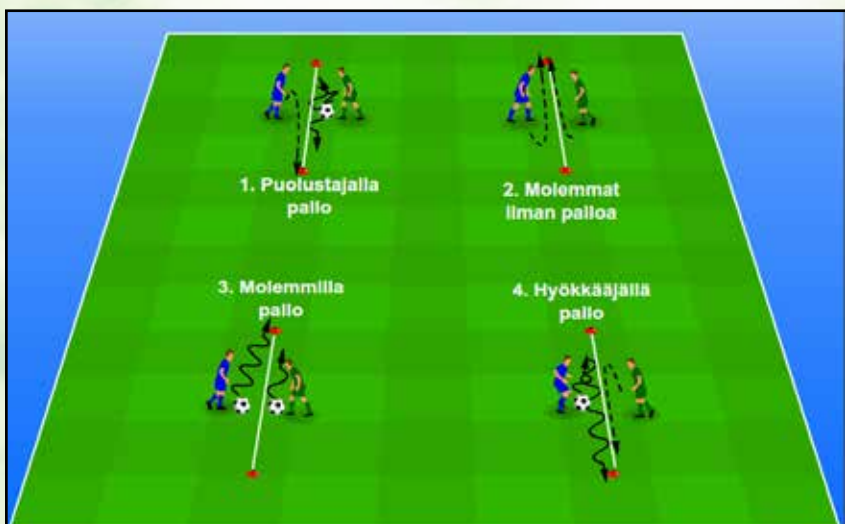 1. Puolustajalla
pallo
2. Molemmat
ilman palloa
3. Molemmilla
pallo
4. Hyökkääjällä
pallo